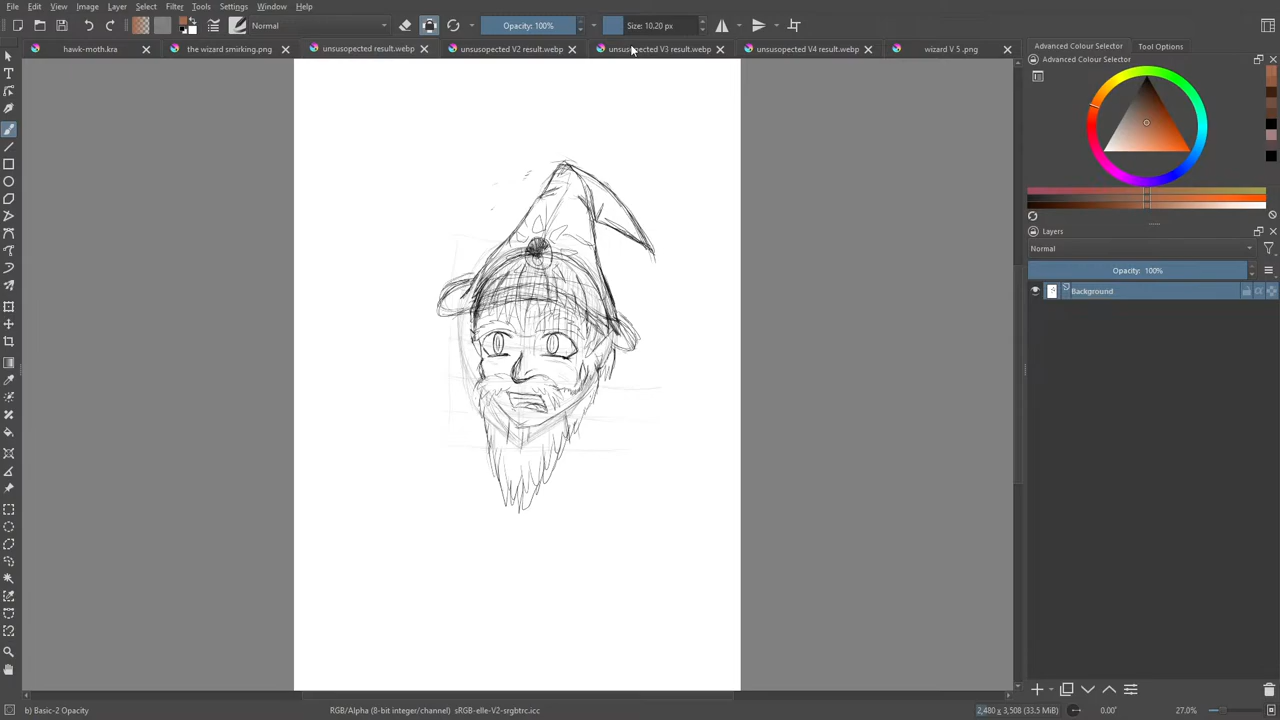 File Edit View Image Layer Select Filter Tools Settings Window Help
Normal Opacity: 100% Size: 10.20 px
hawk-moth.kra the wizard smirking.png unsusopected result.webp unsusopected V2 result.webp unsusopected V3 result.webp unsusopected V4 result.webp wizard V 5 .png
Advanced Colour Selector Tool Options
Advanced Colour Selector
Layers
Normal
Opacity: 100%
Background
b) Basic-2 Opacity RGB/Alpha (8-bit integer/channel) sRGB-elle-V2-srgbtrc.icc 2,480 x 3,508 (33.5 MiB) 0.00° 27.0%